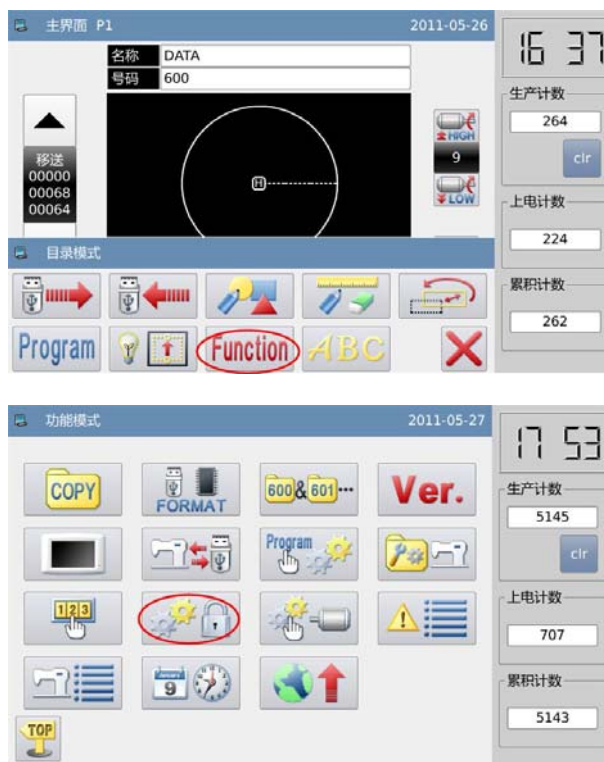 主界面 P1 2011-05-26
16 37
名称 DATA
号码 600
生产计数
264
clr
HIGH
9
LOW
移送
00000
00068
00064
H
上电计数
224
目录模式
累积计数
262
Program
Function
ABC
功能模式 2011-05-27
17 53
COPY
FORMAT
600&601...
Ver.
生产计数
5145
clr
Program
123
上电计数
707
January
9
累积计数
5143
TOP